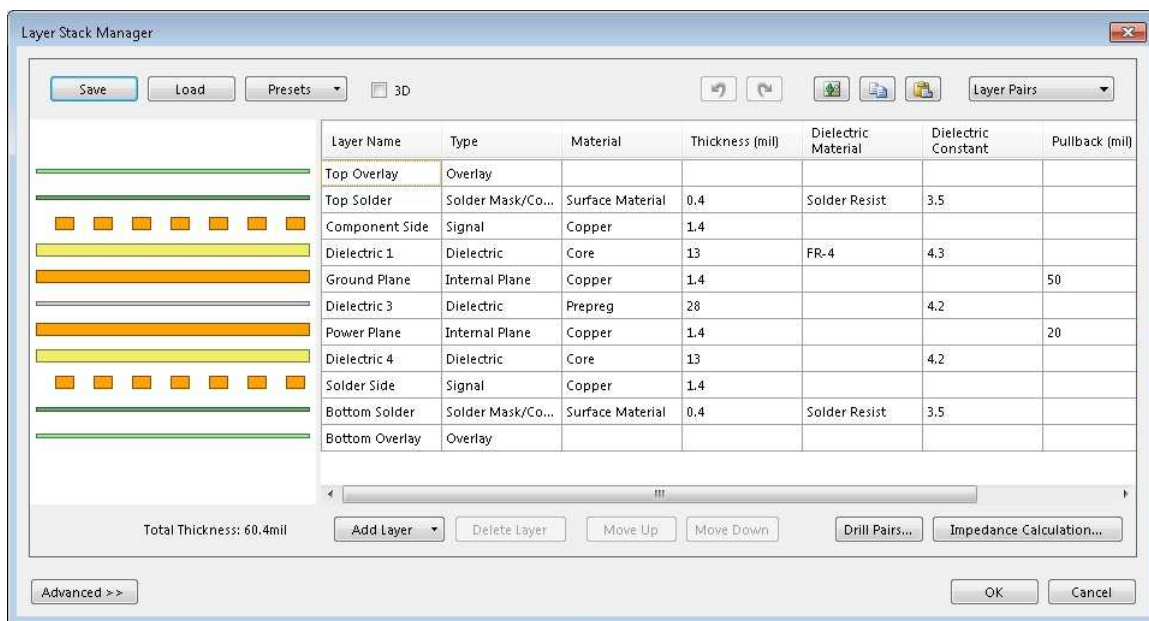 Layer Stack Manager
Save Load Presets 3D Layer Pairs
Layer Name Type Material Thickness (mil) Dielectric Material Dielectric Constant Pullback (mil)
Top Overlay Overlay
Top Solder Solder Mask/Co... Surface Material 0.4 Solder Resist 3.5
Component Side Signal Copper 1.4
Dielectric 1 Dielectric Core 13 FR-4 4.3
Ground Plane Internal Plane Copper 1.4 50
Dielectric 3 Dielectric Prepreg 28 4.2
Power Plane Internal Plane Copper 1.4 20
Dielectric 4 Dielectric Core 13 4.2
Solder Side Signal Copper 1.4
Bottom Solder Solder Mask/Co... Surface Material 0.4 Solder Resist 3.5
Bottom Overlay Overlay
Total Thickness: 60.4mil Add Layer Delete Layer Move Up Move Down Drill Pairs... Impedance Calculation...
Advanced >> OK Cancel